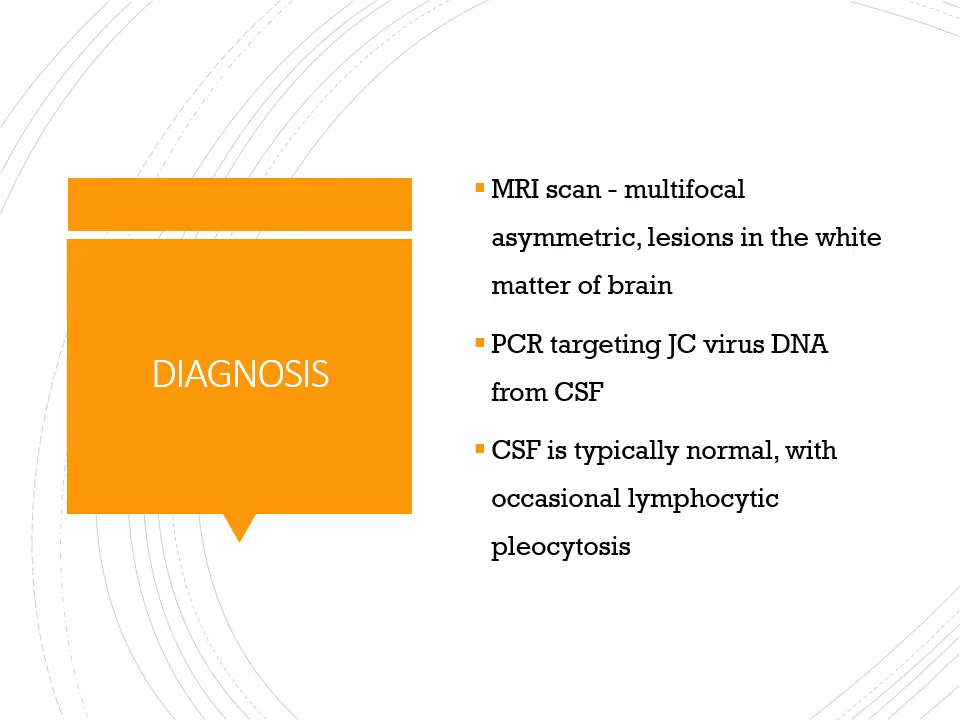 DIAGNOSIS
MRI scan - multifocal
asymmetric, lesions in the white
matter of brain
PCR targeting JC virus DNA
from CSF
CSF is typically normal, with
occasional lymphocytic
pleocytosis